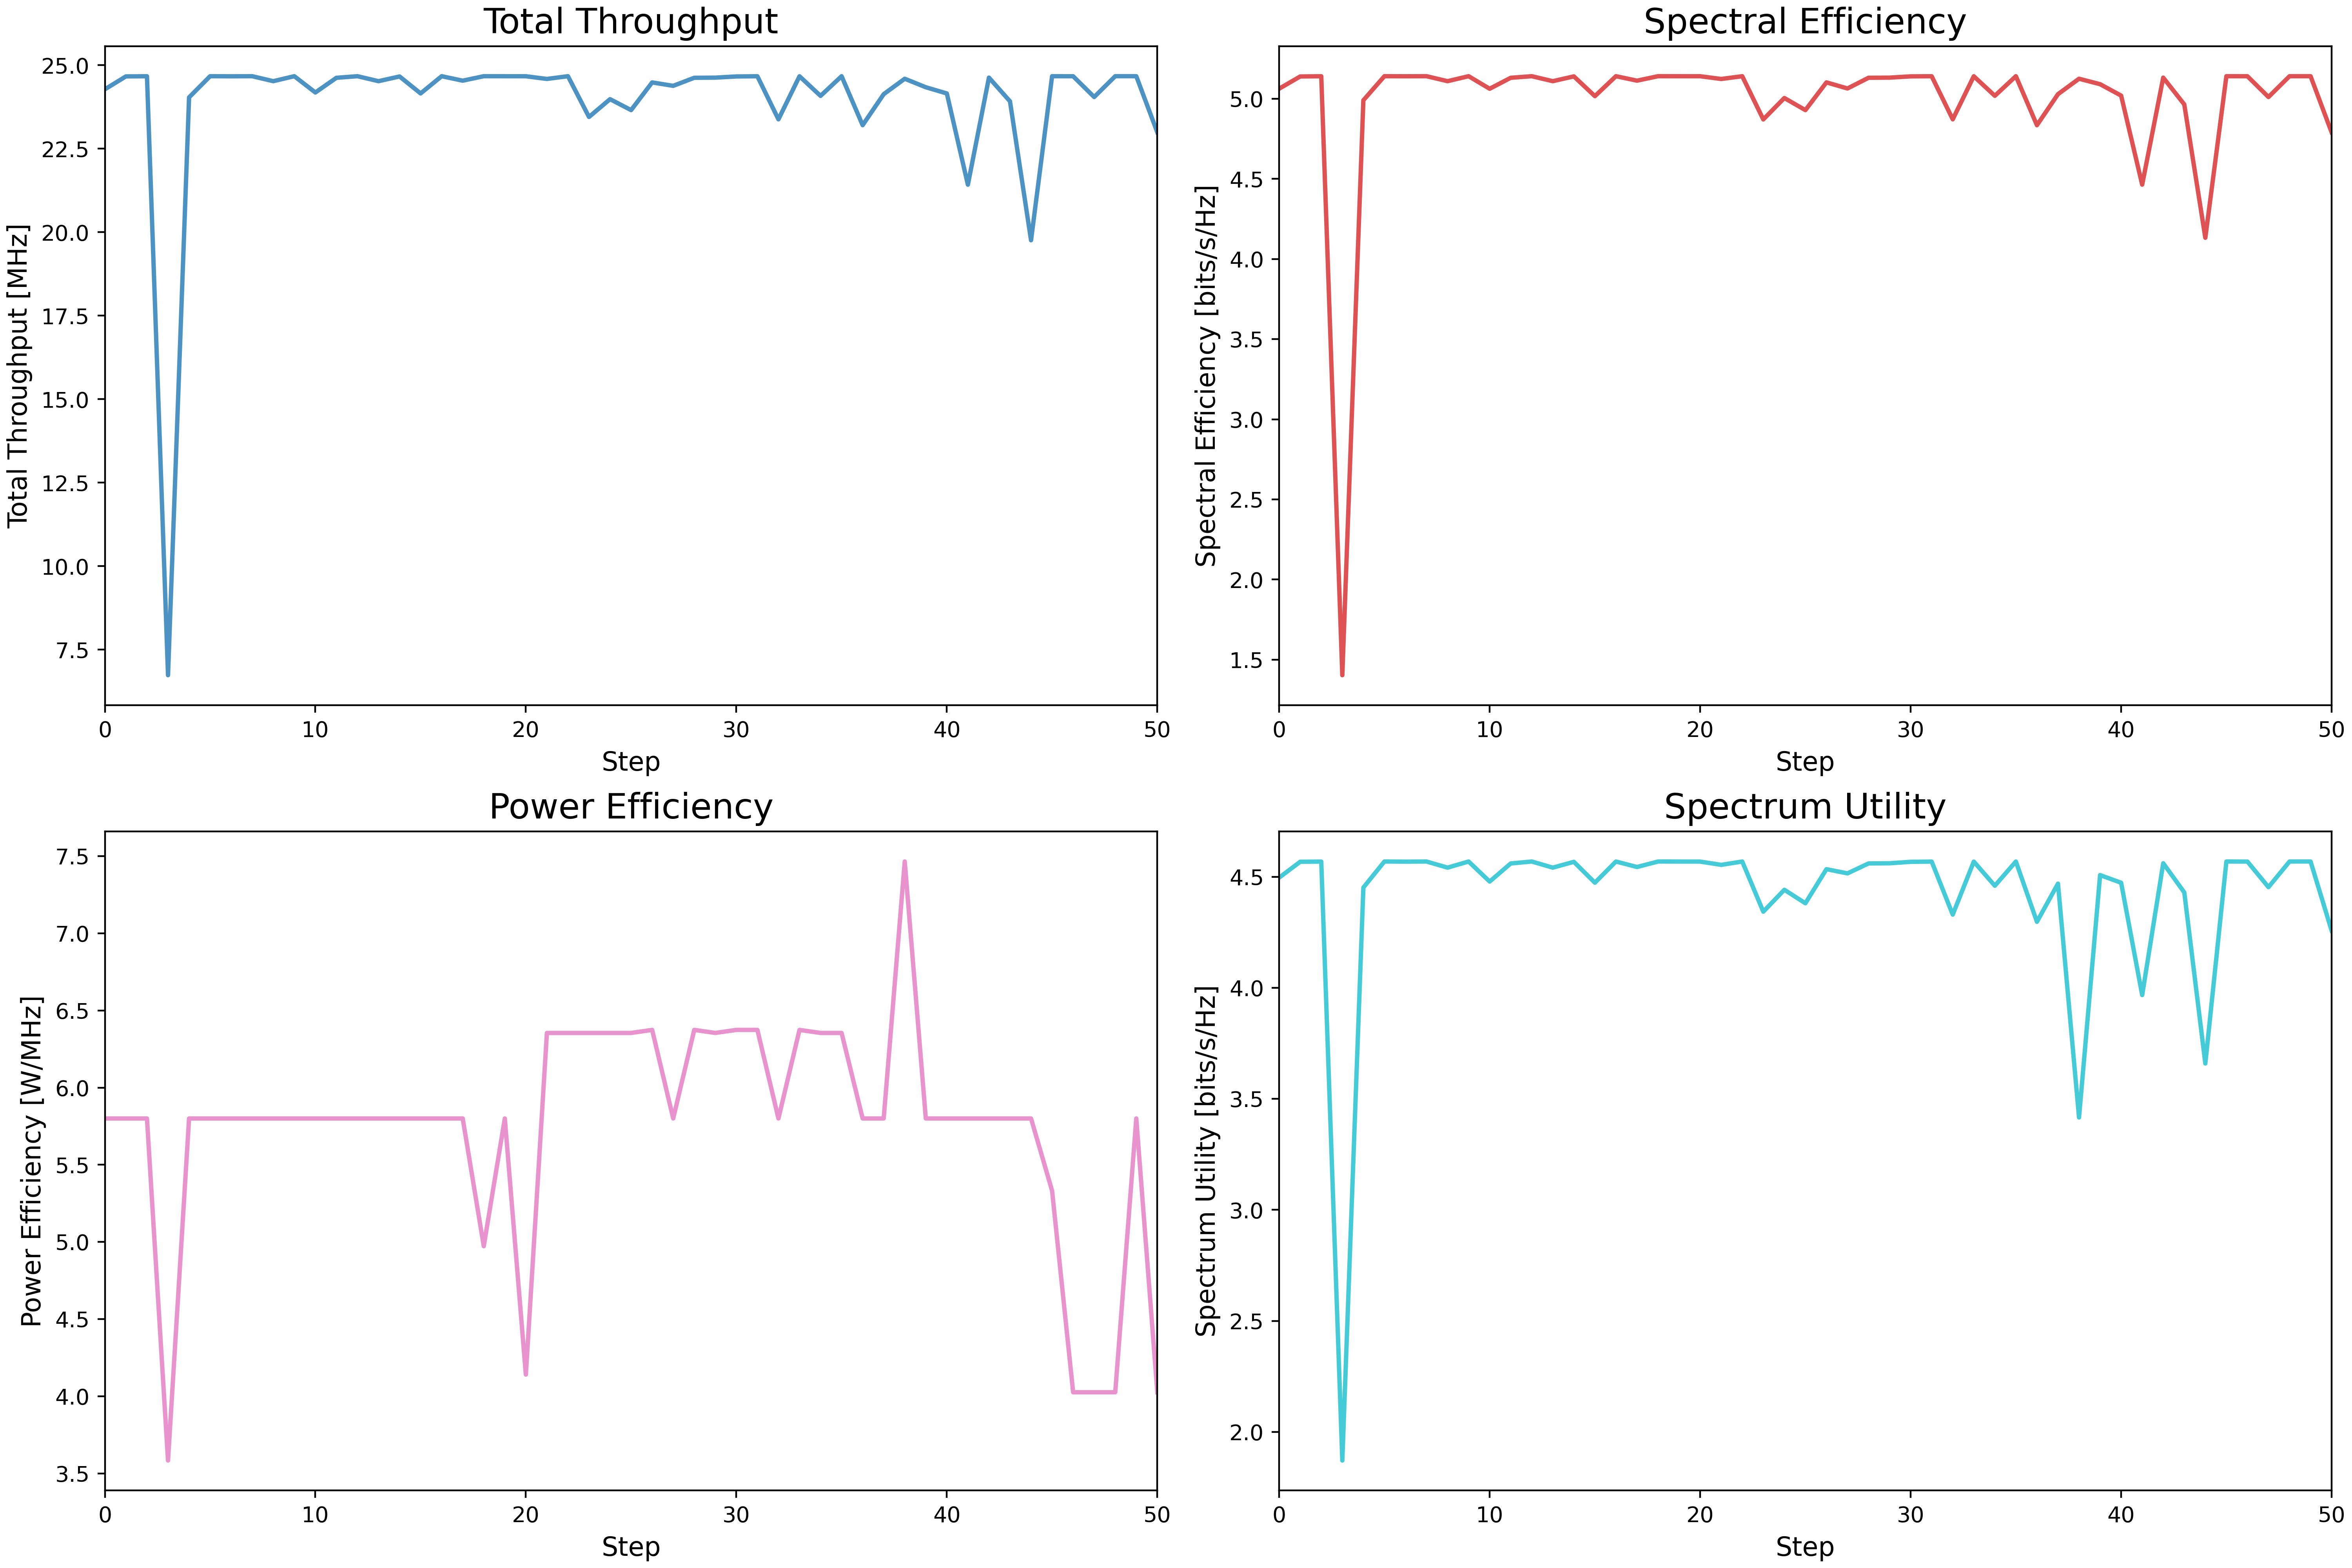 Total Throughput
Total Throughput [MHz]
25.0
22.5
20.0
17.5
15.0
12.5
10.0
7.5
0 10 20 30 40 50
Step
Spectral Efficiency
Spectral Efficiency [bits/s/Hz]
5.0
4.5
4.0
3.5
3.0
2.5
2.0
1.5
0 10 20 30 40 50
Step
Power Efficiency
Power Efficiency [W/MHz]
7.5
7.0
6.5
6.0
5.5
5.0
4.5
4.0
3.5
0 10 20 30 40 50
Step
Spectrum Utility
Spectrum Utility [bits/s/Hz]
4.5
4.0
3.5
3.0
2.5
2.0
0 10 20 30 40 50
Step